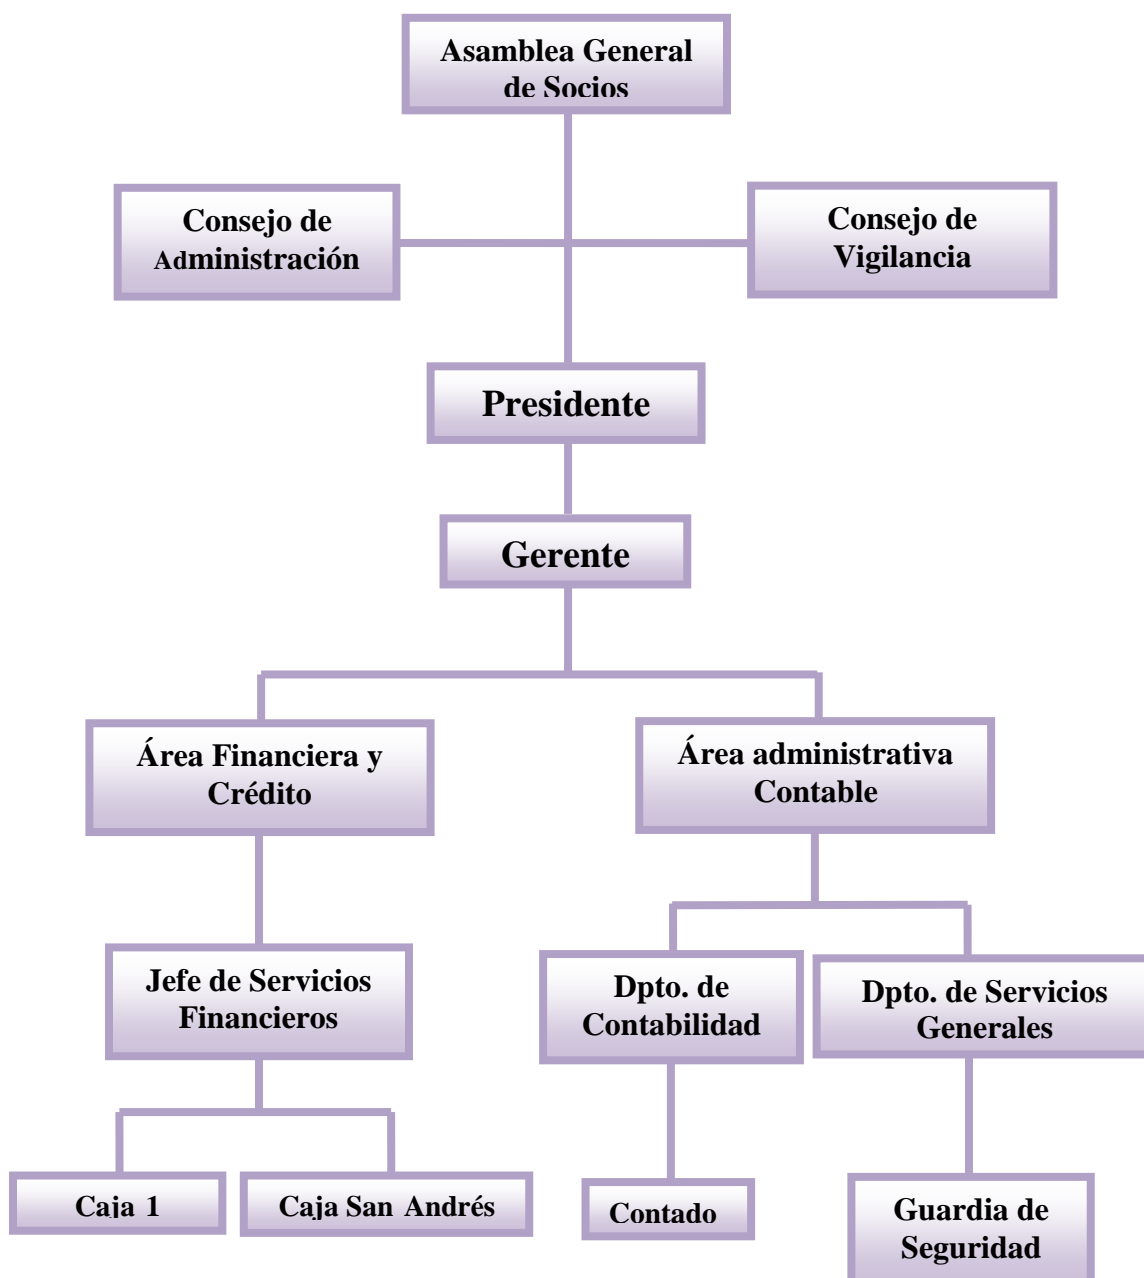 Asamblea General
de Socios
Consejo de
Administración
Consejo de
Vigilancia
Presidente
Gerente
Área Financiera y
Crédito
Área administrativa
Contable
Jefe de Servicios
Financieros
Dpto. de
Contabilidad
Dpto. de Servicios
Generales
Caja 1
Caja San Andrés
Contado
Guardia de
Seguridad